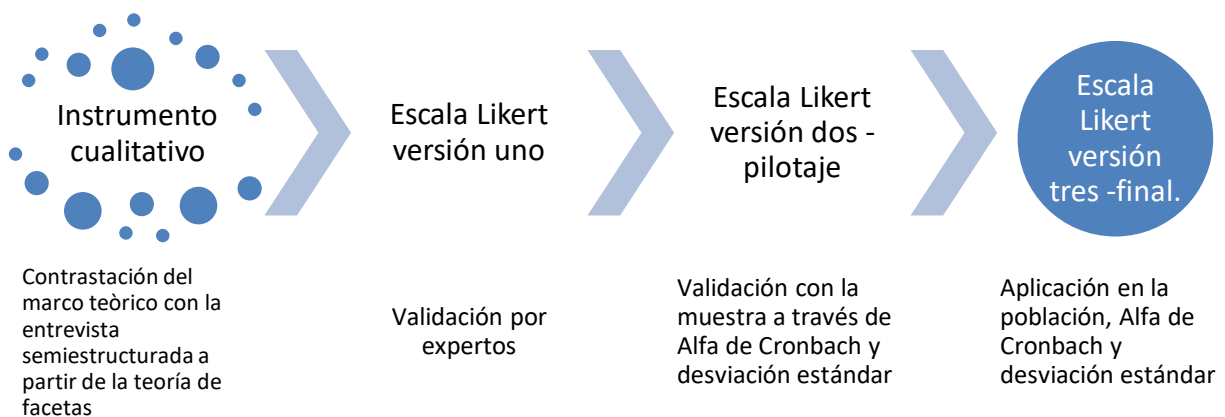 Instrumento
cualitativo
Escala Likert
versión uno
Escala Likert
versión dos -
pilotaje
Escala
Likert
versión
tres -final.
Contrastación del
marco teòrico con la
entrevista
semiestructurada a
partir de la teoría de
facetas
Validación por
expertos
Validación con la
muestra a través de
Alfa de Cronbach y
desviación estándar
Aplicación en la
población, Alfa de
Cronbach y
desviación estándar